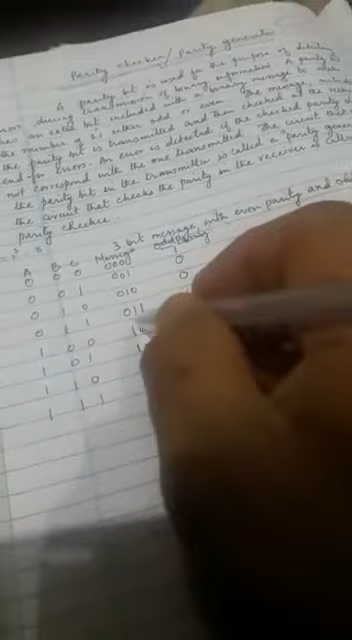 Parity checker/ Parity generator
A parity bit is used for the purpose of detecting
errors during transmission of binary information. A parity is
an extra bit included with a binary message to make
the number of 1s either odd or even. The message, including
the parity bit is transmitted and then checked at the receiving
end for errors. An error is detected if the checked parity does
not correspond with the one transmitted. The circuit that generates
the parity bit in the transmitter is called a "parity generator
the circuit that checks the parity in the receiver is called
parity checker
3 bit message with even parity and odd
A B C Message odd Parity
0 0 0 000 1
0 0 1 001 0
0 1 0 010 0
0 1 1 011
1 0 0
1 0 1
1 1 0
1 1 1